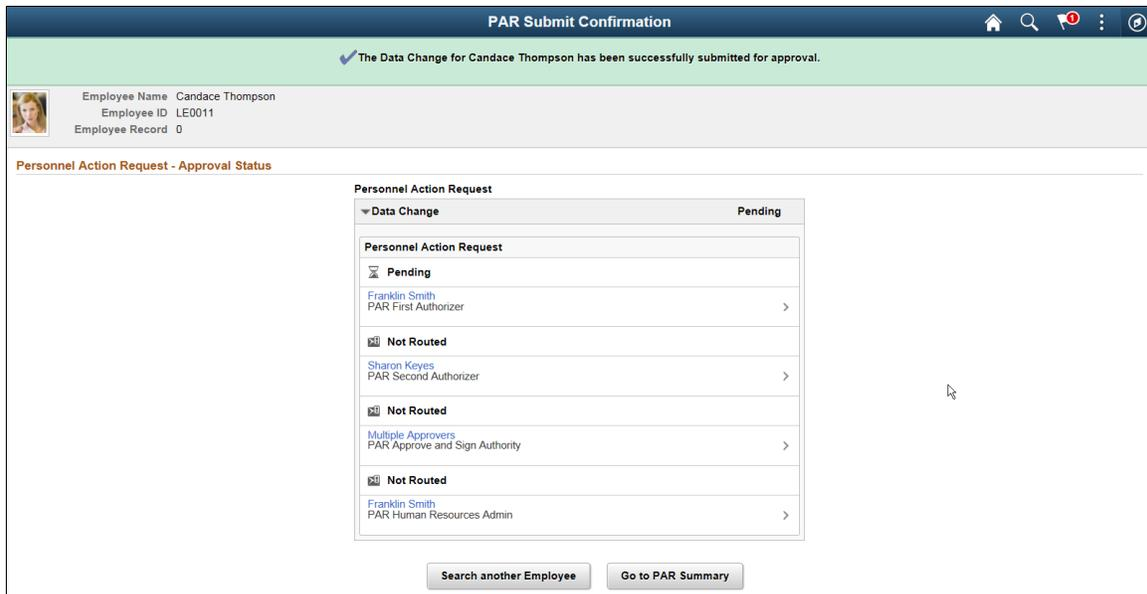 PAR Submit Confirmation
1
The Data Change for Candace Thompson has been successfully submitted for approval.
Employee Name Candace Thompson
Employee ID LE0011
Employee Record 0
Personnel Action Request - Approval Status
Personnel Action Request
Data Change Pending
Personnel Action Request
Pending
Franklin Smith
PAR First Authorizer
Not Routed
Sharon Keyes
PAR Second Authorizer
Not Routed
Multiple Approvers
PAR Approve and Sign Authority
Not Routed
Franklin Smith
PAR Human Resources Admin
Search another Employee Go to PAR Summary